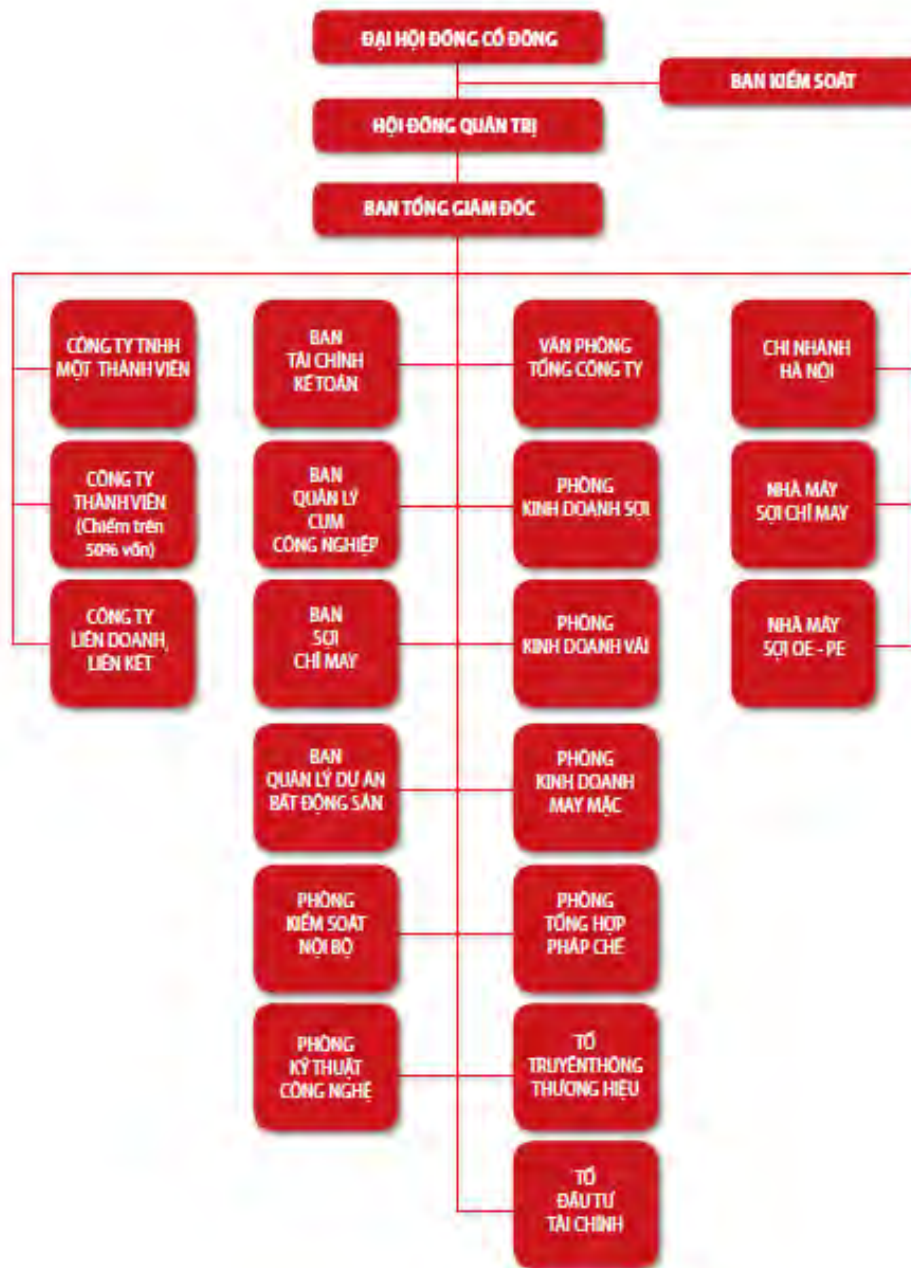 ĐẠI HỘI ĐỒNG CỔ ĐÔNG
BAN KIỂM SOÁT
HỘI ĐỒNG QUẢN TRỊ
BAN TỔNG GIÁM ĐỐC
CÔNG TY TNHH
MỘT THÀNH VIÊN
BAN
TÀI CHÍNH
KẾ TOÁN
VĂN PHÒNG
TỔNG CÔNG TY
CHI NHÁNH
HÀ NỘI
CÔNG TY
THÀNH VIÊN
(Chiếm trên
50% vốn)
BAN
QUẢN LÝ
CỤM
CÔNG NGHIỆP
PHÒNG
KINH DOANH SỢI
NHÀ MÁY
SỢI CHỈ MAY
CÔNG TY
LIÊN DOANH,
LIÊN KẾT
BAN
SỢI
CHỈ MAY
PHÒNG
KINH DOANH VẢI
NHÀ MÁY
SỢI OE - PE
BAN
QUẢN LÝ DỰ ÁN
BẤT ĐỘNG SẢN
PHÒNG
KINH DOANH
MAY MẶC
PHÒNG
KIỂM SOÁT
NỘI BỘ
PHÒNG
TỔNG HỢP
PHÁP CHẾ
PHÒNG
KỸ THUẬT
CÔNG NGHỆ
TỔ
TRUYỀN THÔNG
THƯƠNG HIỆU
TỔ
ĐẦU TƯ
TÀI CHÍNH